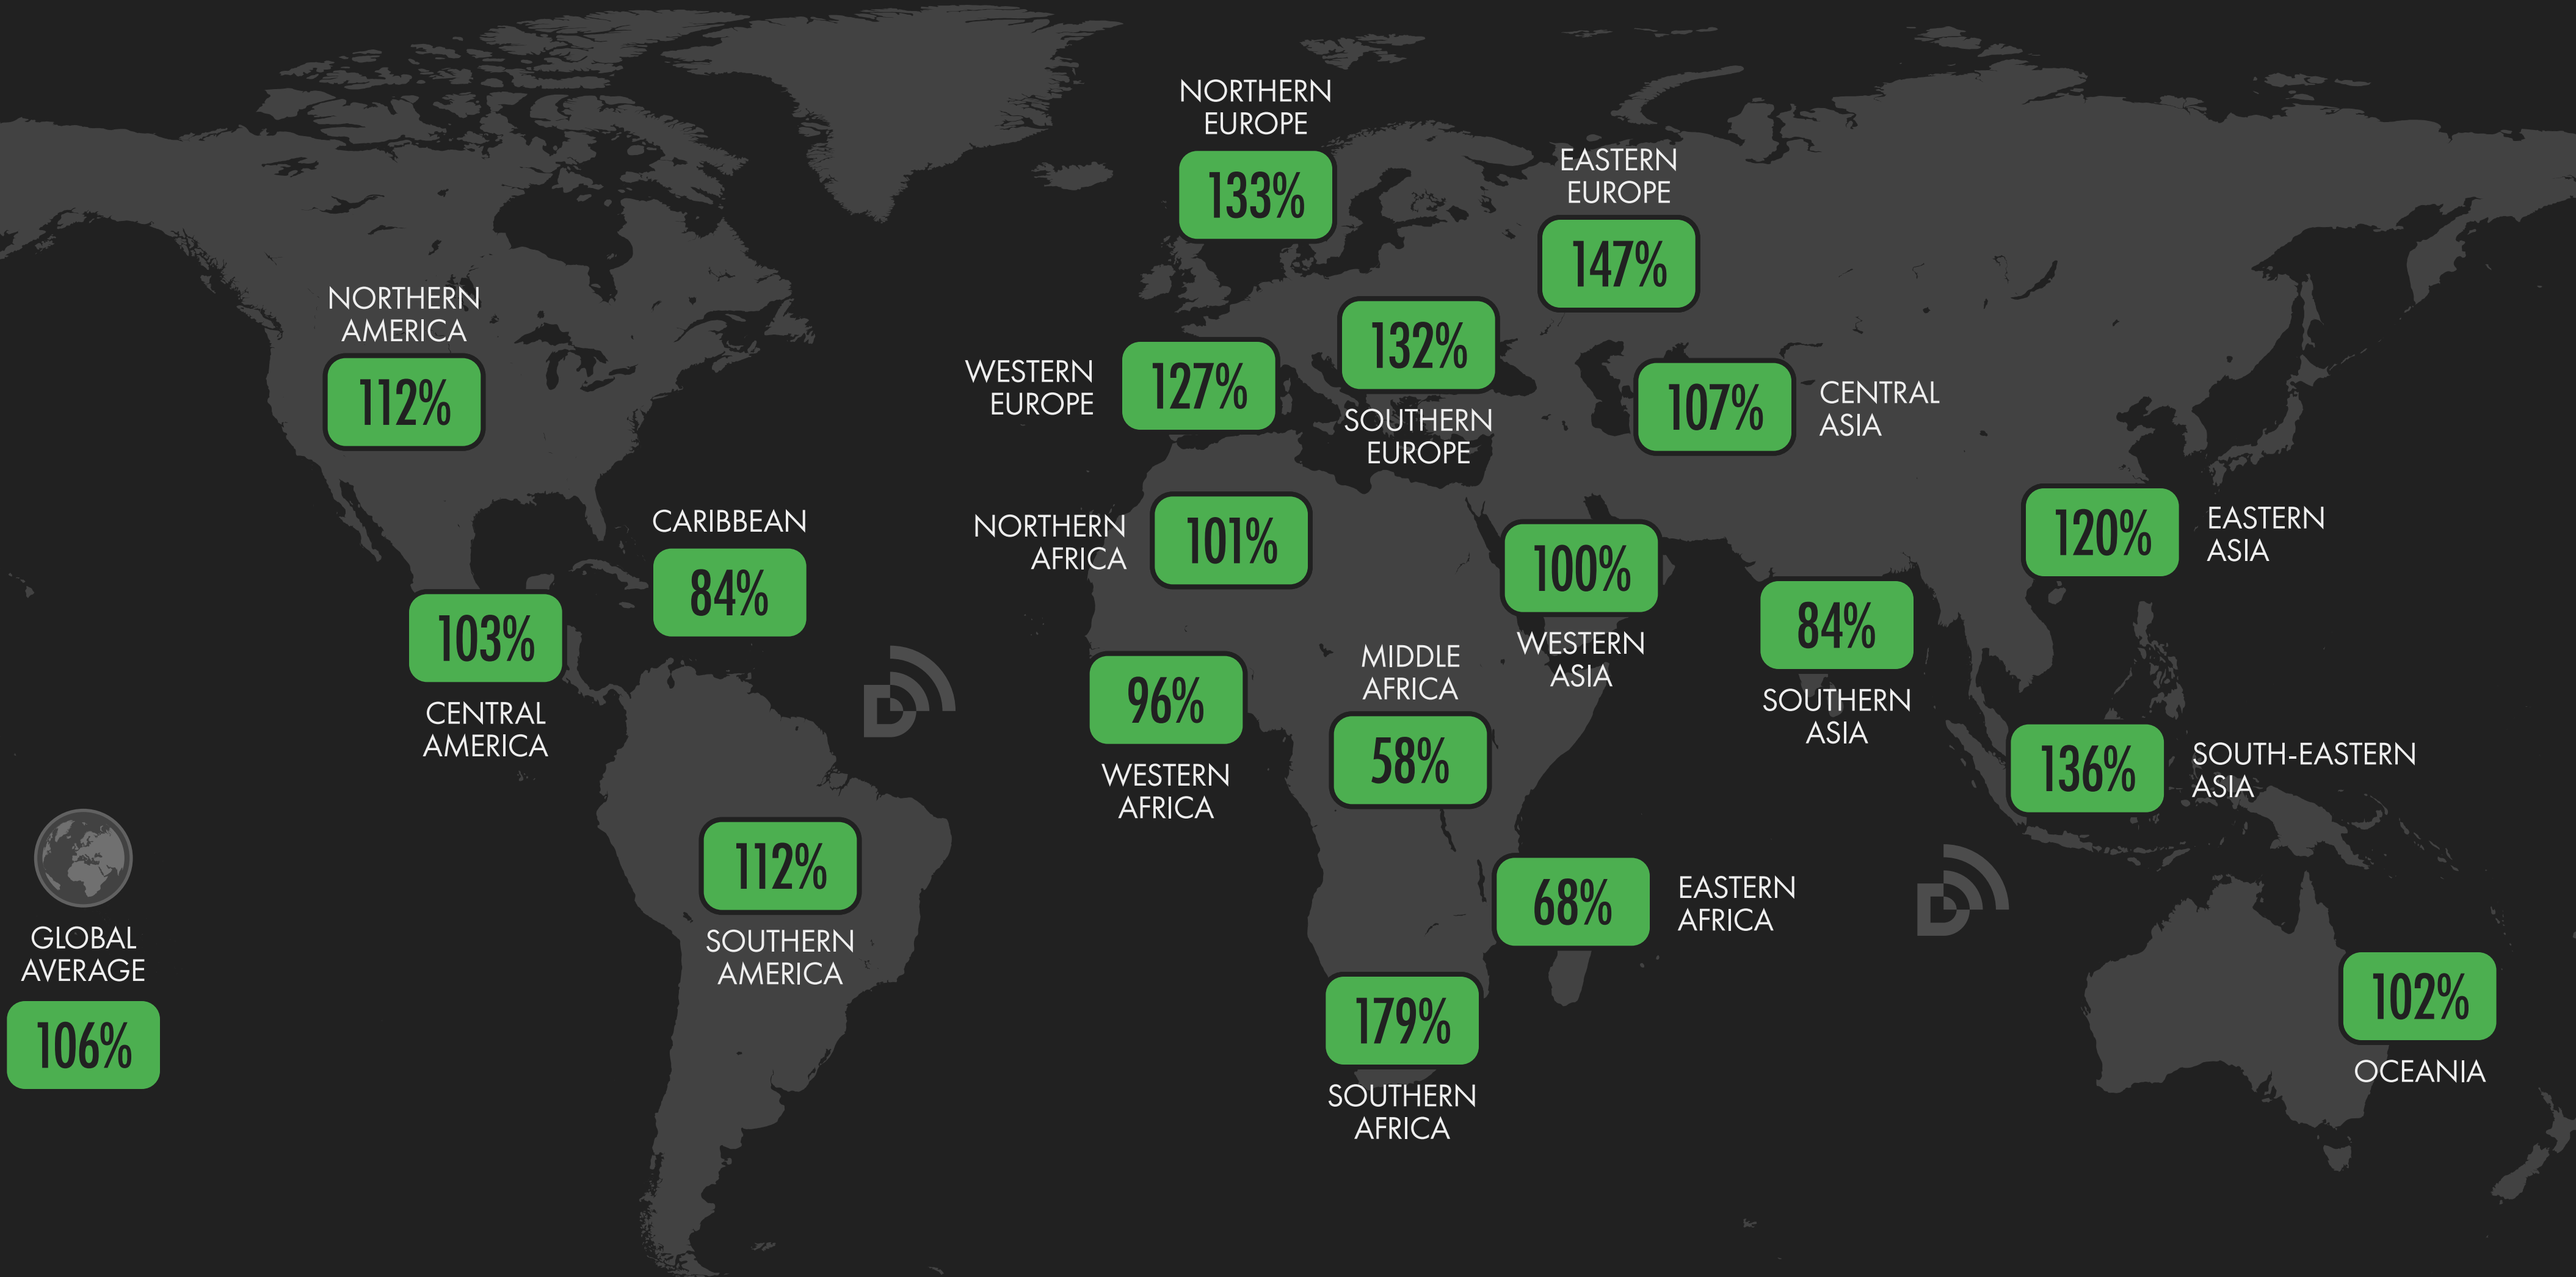 NORTHERN
EUROPE
133%
EASTERN
EUROPE
147%
NORTHERN
AMERICA
112%
WESTERN
EUROPE
127%
132%
SOUTHERN
EUROPE
107%
CENTRAL
ASIA
CARIBBEAN
84%
NORTHERN
AFRICA
101%
100%
WESTERN
ASIA
120%
EASTERN
ASIA
103%
CENTRAL
AMERICA
84%
SOUTHERN
ASIA
96%
WESTERN
AFRICA
MIDDLE
AFRICA
58%
136%
SOUTH-EASTERN
ASIA
112%
SOUTHERN
AMERICA
68%
EASTERN
AFRICA
GLOBAL
AVERAGE
106%
179%
SOUTHERN
AFRICA
102%
OCEANIA